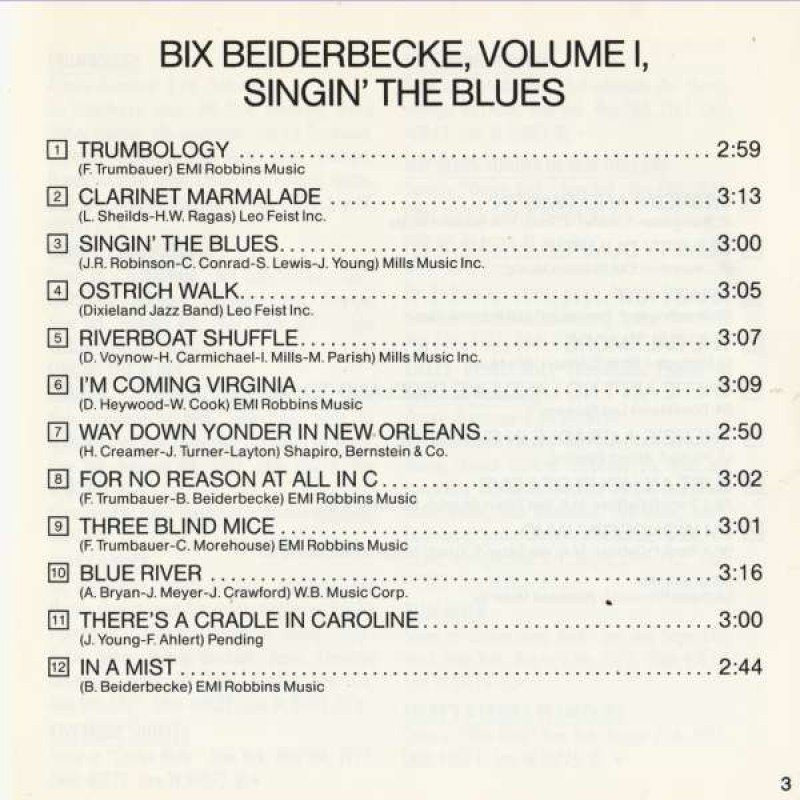 BIX BEIDERBECKE, VOLUME I,
SINGIN' THE BLUES
1 TRUMBOLOGY ........ 2:59
(F. Trumbauer) EMI Robbins Music
2 CLARINET MARMALADE ........ 3:13
(L. Sheilds-H.W. Ragas) Leo Feist Inc.
3 SINGIN' THE BLUES........ 3:00
(J.R. Robinson-C. Conrad-S. Lewis-J. Young) Mills Music Inc.
4 OSTRICH WALK........ 3:05
(Dixieland Jazz Band) Leo Feist Inc.
5 RIVERBOAT SHUFFLE........ 3:07
(D. Voynow-H. Carmichael-I. Mills-M. Parish) Mills Music Inc.
6 I'M COMING VIRGINIA........ 3:09
(D. Heywood-W. Cook) EMI Robbins Music
7 WAY DOWN YONDER IN NEW ORLEANS........ 2:50
(H. Creamer-J. Turner-Layton) Shapiro, Bernstein & Co.
8 FOR NO REASON AT ALL IN C........ 3:02
(F. Trumbauer-B. Beiderbecke) EMI Robbins Music
9 THREE BLIND MICE........ 3:01
(F. Trumbauer-C. Morehouse) EMI Robbins Music
10 BLUE RIVER ........ 3:16
(A. Bryan-J. Meyer-J. Crawford) W.B. Music Corp.
11 THERE'S A CRADLE IN CAROLINE........ 3:00
(J. Young-F. Ahlert) Pending
12 IN A MIST........ 2:44
(B. Beiderbecke) EMI Robbins Music
3